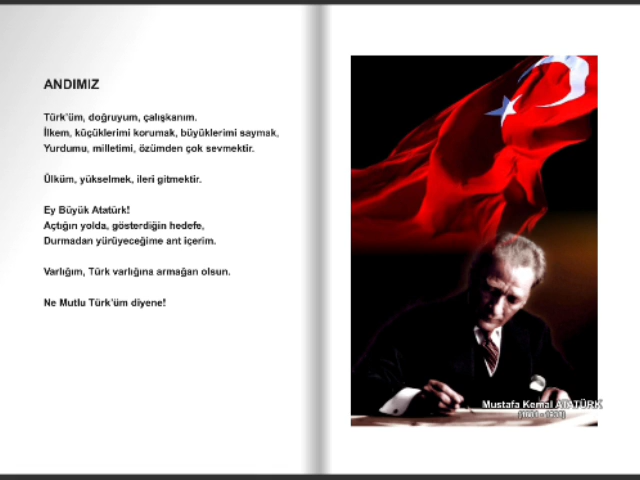 ANDIMIZ
Türk'üm, doğruyum, çalışkanım.
İlkem, küçüklerimi korumak, büyüklerimi saymak,
Yurdumu, milletimi, özümden çok sevmektir.
Ülküm, yükselmek, ileri gitmektir.
Ey Büyük Atatürk!
Açtığın yolda, gösterdiğin hedefe,
Durmadan yürüyeceğime ant içerim.
Varlığım, Türk varlığına armağan olsun.
Ne Mutlu Türk'üm diyene!
Mustafa Kemal ATATÜRK